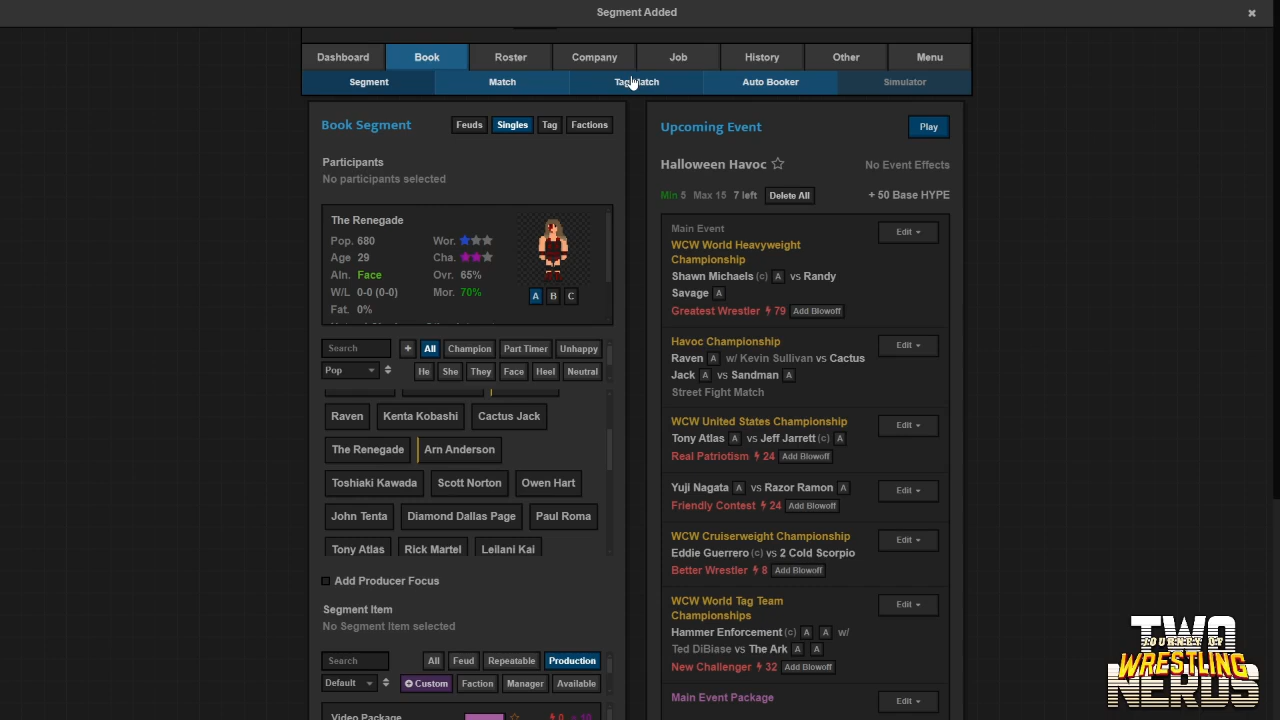 Segment Added ×
Dashboard Book Roster Company Job History Other Menu
Segment Match Tag Match Auto Booker Simulator
Book Segment Feuds Singles Tag Factions
Participants
No participants selected
The Renegade
Pop. 680 Wor.
Age 29 Cha.
Aln. Face Ovr. 65%
W/L 0-0 (0-0) Mor. 70%
A B C
Fat. 0%
Search + All Champion Part Timer Unhappy
Pop He She They Face Heel Neutral
Raven Kenta Kobashi Cactus Jack
The Renegade Arn Anderson
Toshiaki Kawada Scott Norton Owen Hart
John Tenta Diamond Dallas Page Paul Roma
Tony Atlas Rick Martel Leilani Kai
Add Producer Focus
Segment Item
No Segment Item selected
Search All Feud Repeatable Production
Default Custom Faction Manager Available
Video Package
Upcoming Event Play
Halloween Havoc No Event Effects
Min 5 Max 15 7 left Delete All + 50 Base HYPE
Main Event Edit
WCW World Heavyweight
Championship
Shawn Michaels (c) A vs Randy
Savage A
Greatest Wrestler 79 Add Blowoff
Havoc Championship Edit
Raven A w/ Kevin Sullivan vs Cactus
Jack A vs Sandman A
Street Fight Match
WCW United States Championship Edit
Tony Atlas A vs Jeff Jarrett (c) A
Real Patriotism 24 Add Blowoff
Yuji Nagata A vs Razor Ramon A Edit
Friendly Contest 24 Add Blowoff
WCW Cruiserweight Championship Edit
Eddie Guerrero (c) vs 2 Cold Scorpio
Better Wrestler 8 Add Blowoff
WCW World Tag Team Edit
Championships
Hammer Enforcement (c) A A w/
Ted DiBiase vs The Ark A A
New Challenger 32 Add Blowoff
Main Event Package Edit
TWO
JOURNEY OF
WRESTLING
NERDS